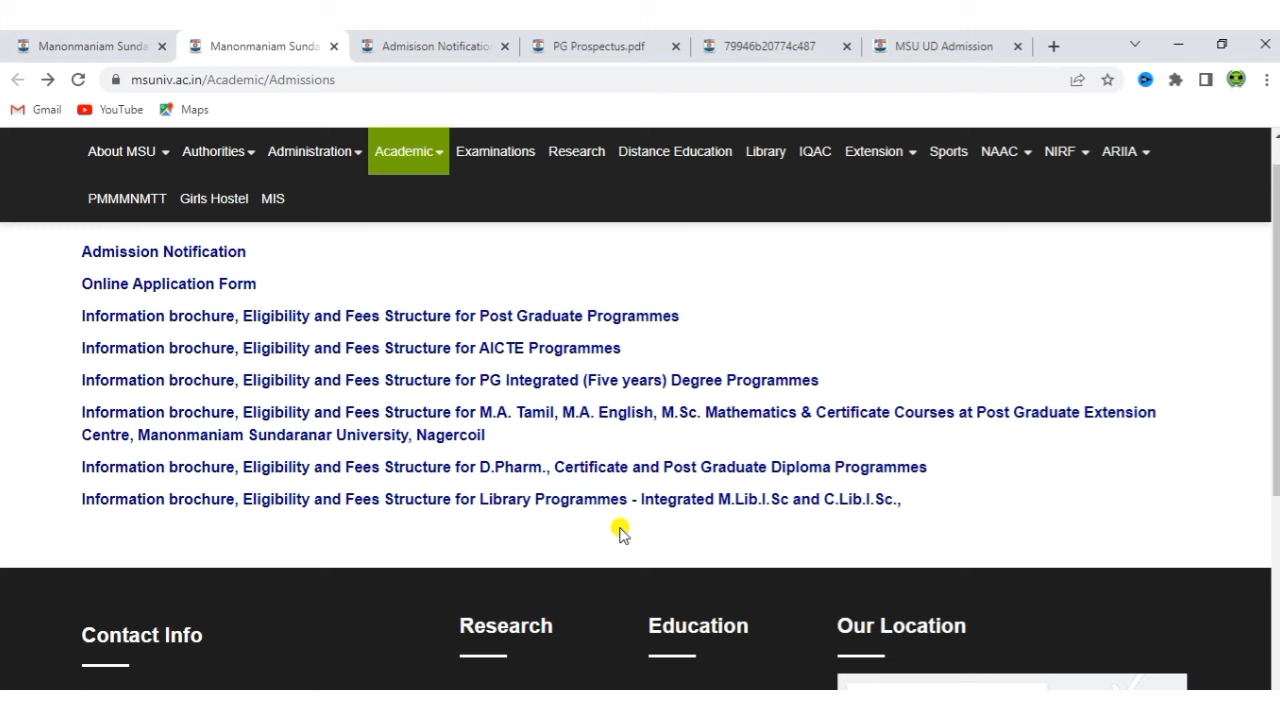 Manonmaniam Sunda
Manonmaniam Sunda
Admisison Notificatio
PG Prospectus.pdf
79946b20774c487
MSU UD Admission
msuniv.ac.in/Academic/Admissions
Gmail
YouTube
Maps
About MSU
Authorities
Administration
Academic
Examinations
Research
Distance Education
Library
IQAC
Extension
Sports
NAAC
NIRF
ARIIA
PMMMNMTT
Girls Hostel
MIS
Admission Notification
Online Application Form
Information brochure, Eligibility and Fees Structure for Post Graduate Programmes
Information brochure, Eligibility and Fees Structure for AICTE Programmes
Information brochure, Eligibility and Fees Structure for PG Integrated (Five years) Degree Programmes
Information brochure, Eligibility and Fees Structure for M.A. Tamil, M.A. English, M.Sc. Mathematics & Certificate Courses at Post Graduate Extension
Centre, Manonmaniam Sundaranar University, Nagercoil
Information brochure, Eligibility and Fees Structure for D.Pharm., Certificate and Post Graduate Diploma Programmes
Information brochure, Eligibility and Fees Structure for Library Programmes - Integrated M.Lib.I.Sc and C.Lib.I.Sc.,
Contact Info
Research
Education
Our Location